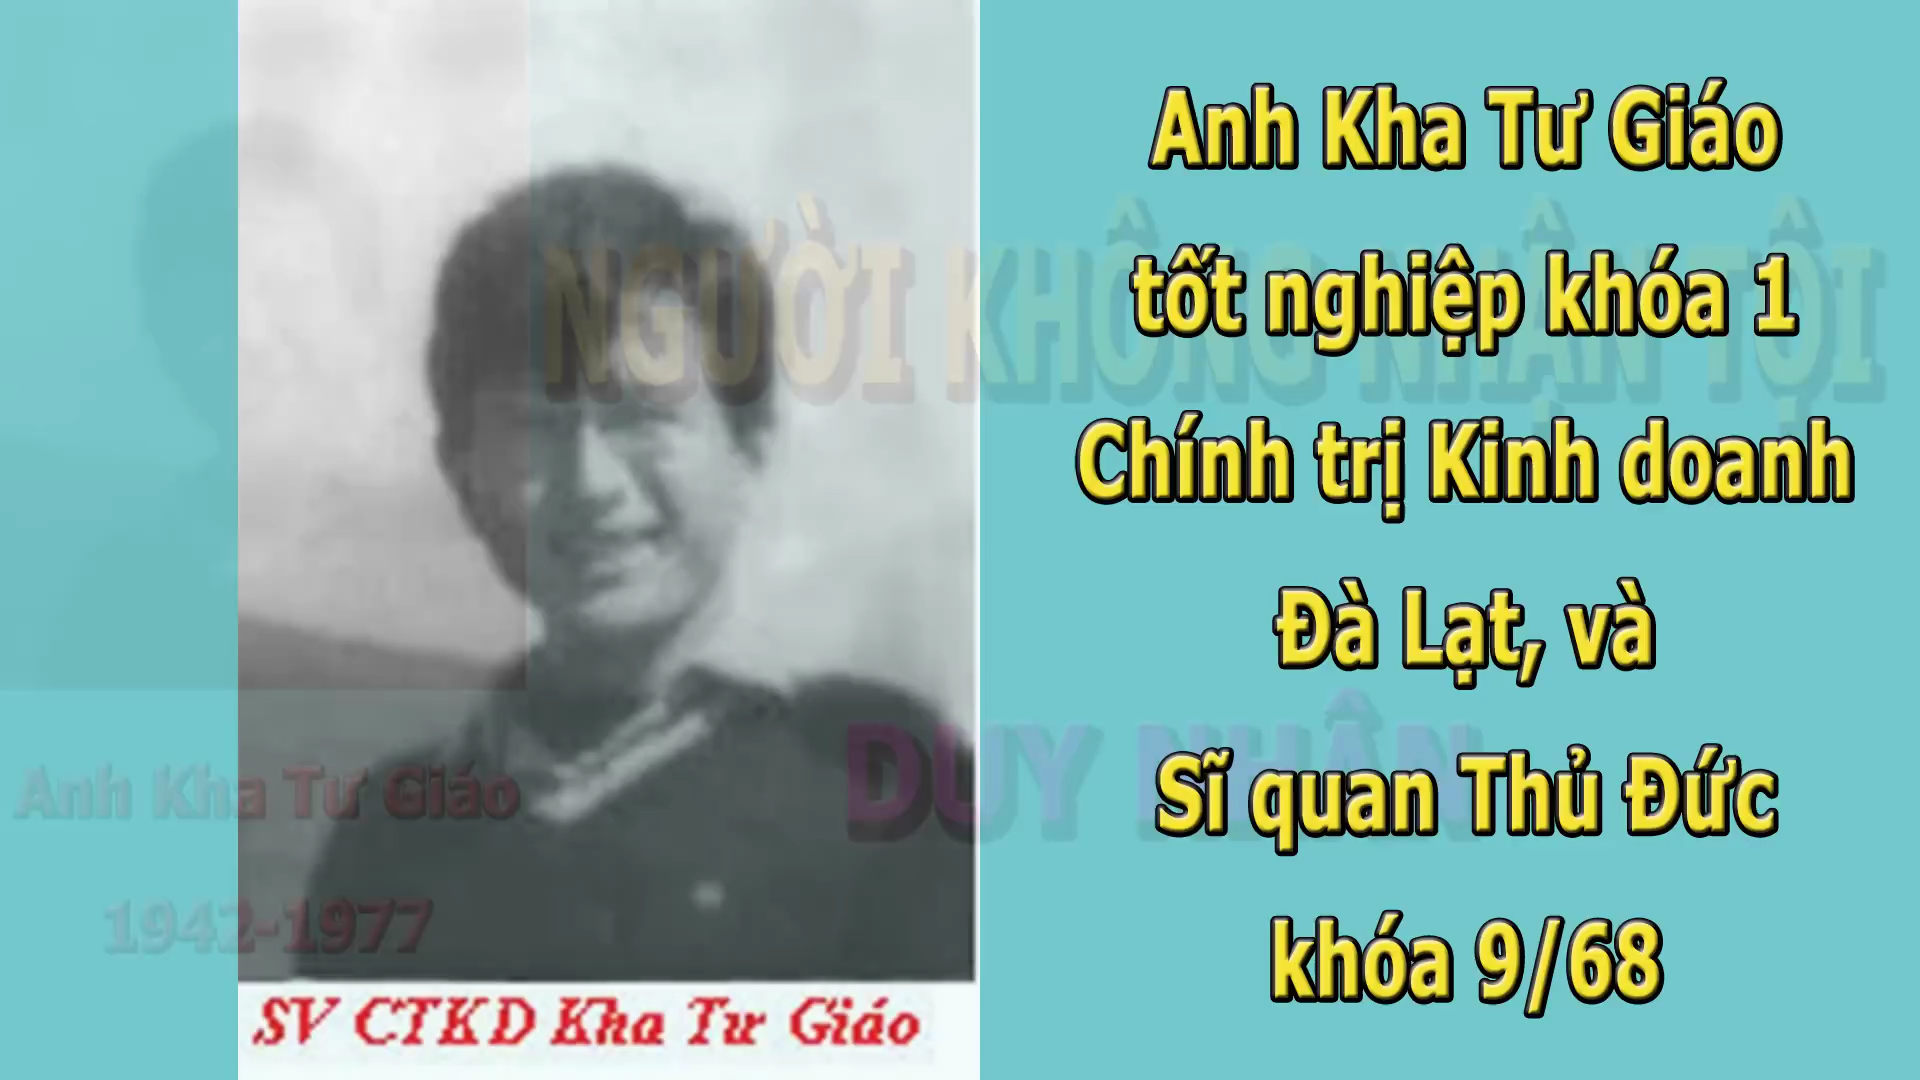 Anh Kha Tư Giáo
tốt nghiệp khóa 1
Chính trị Kinh doanh
Đà Lạt, và
Sĩ quan Thủ Đức
khóa 9/68
NGƯỜI KHÔNG NHẬN TỘI
DUY NHÂN
Anh Kha Tư Giáo
1942-1977
SV CTKD Kha Tư Giáo